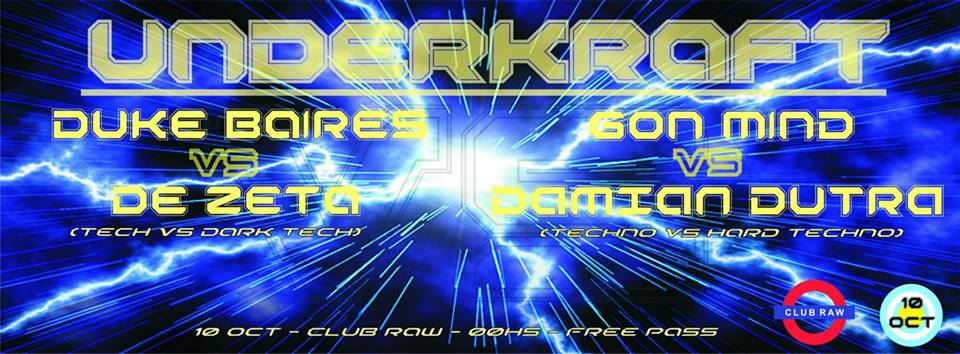 UNDERKRAFT
DUKE BAIRES
VS
DE ZETA
(TECH VS DARK TECH)
GON MIND
VS
DAMIAN DUTRA
(TECHNO VS HARD TECHNO)
10 OCT - CLUB RAW - 00HS - FREE PASS
CLUB RAW
10
OCT